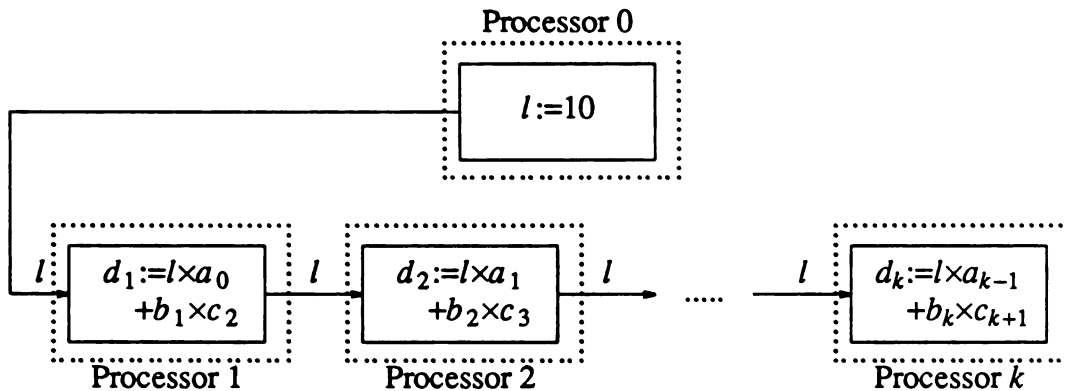 Processor 0
l:=10
l
d₁:=l×a₀
+b₁×c₂
l
d₂:=l×a₁
+b₂×c₃
l
.....
l
dₖ:=l×aₖ₋₁
+bₖ×cₖ₊₁
Processor 1
Processor 2
Processor k